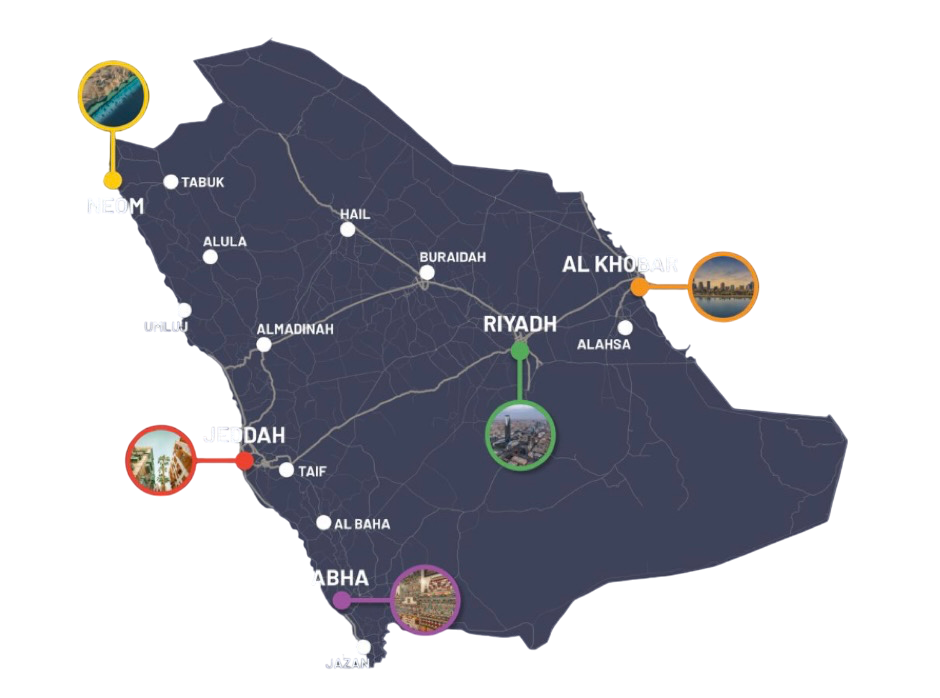 TABUK
NEOM
HAIL
ALULA
BURAIDAH
AL KHOBAR
UMLUJ
ALMADINAH
RIYADH
ALAHSA
JEDDAH
TAIF
AL BAHA
ABHA
JAZAN